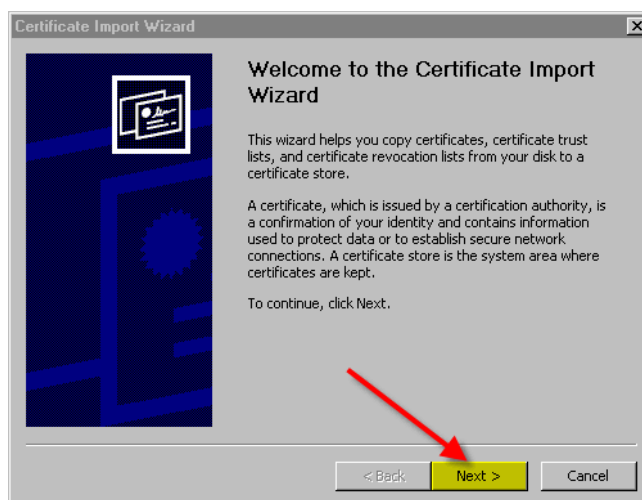 Certificate Import Wizard
Welcome to the Certificate Import
Wizard
This wizard helps you copy certificates, certificate trust
lists, and certificate revocation lists from your disk to a
certificate store.
A certificate, which is issued by a certification authority, is
a confirmation of your identity and contains information
used to protect data or to establish secure network
connections. A certificate store is the system area where
certificates are kept.
To continue, click Next.
< Back Next > Cancel